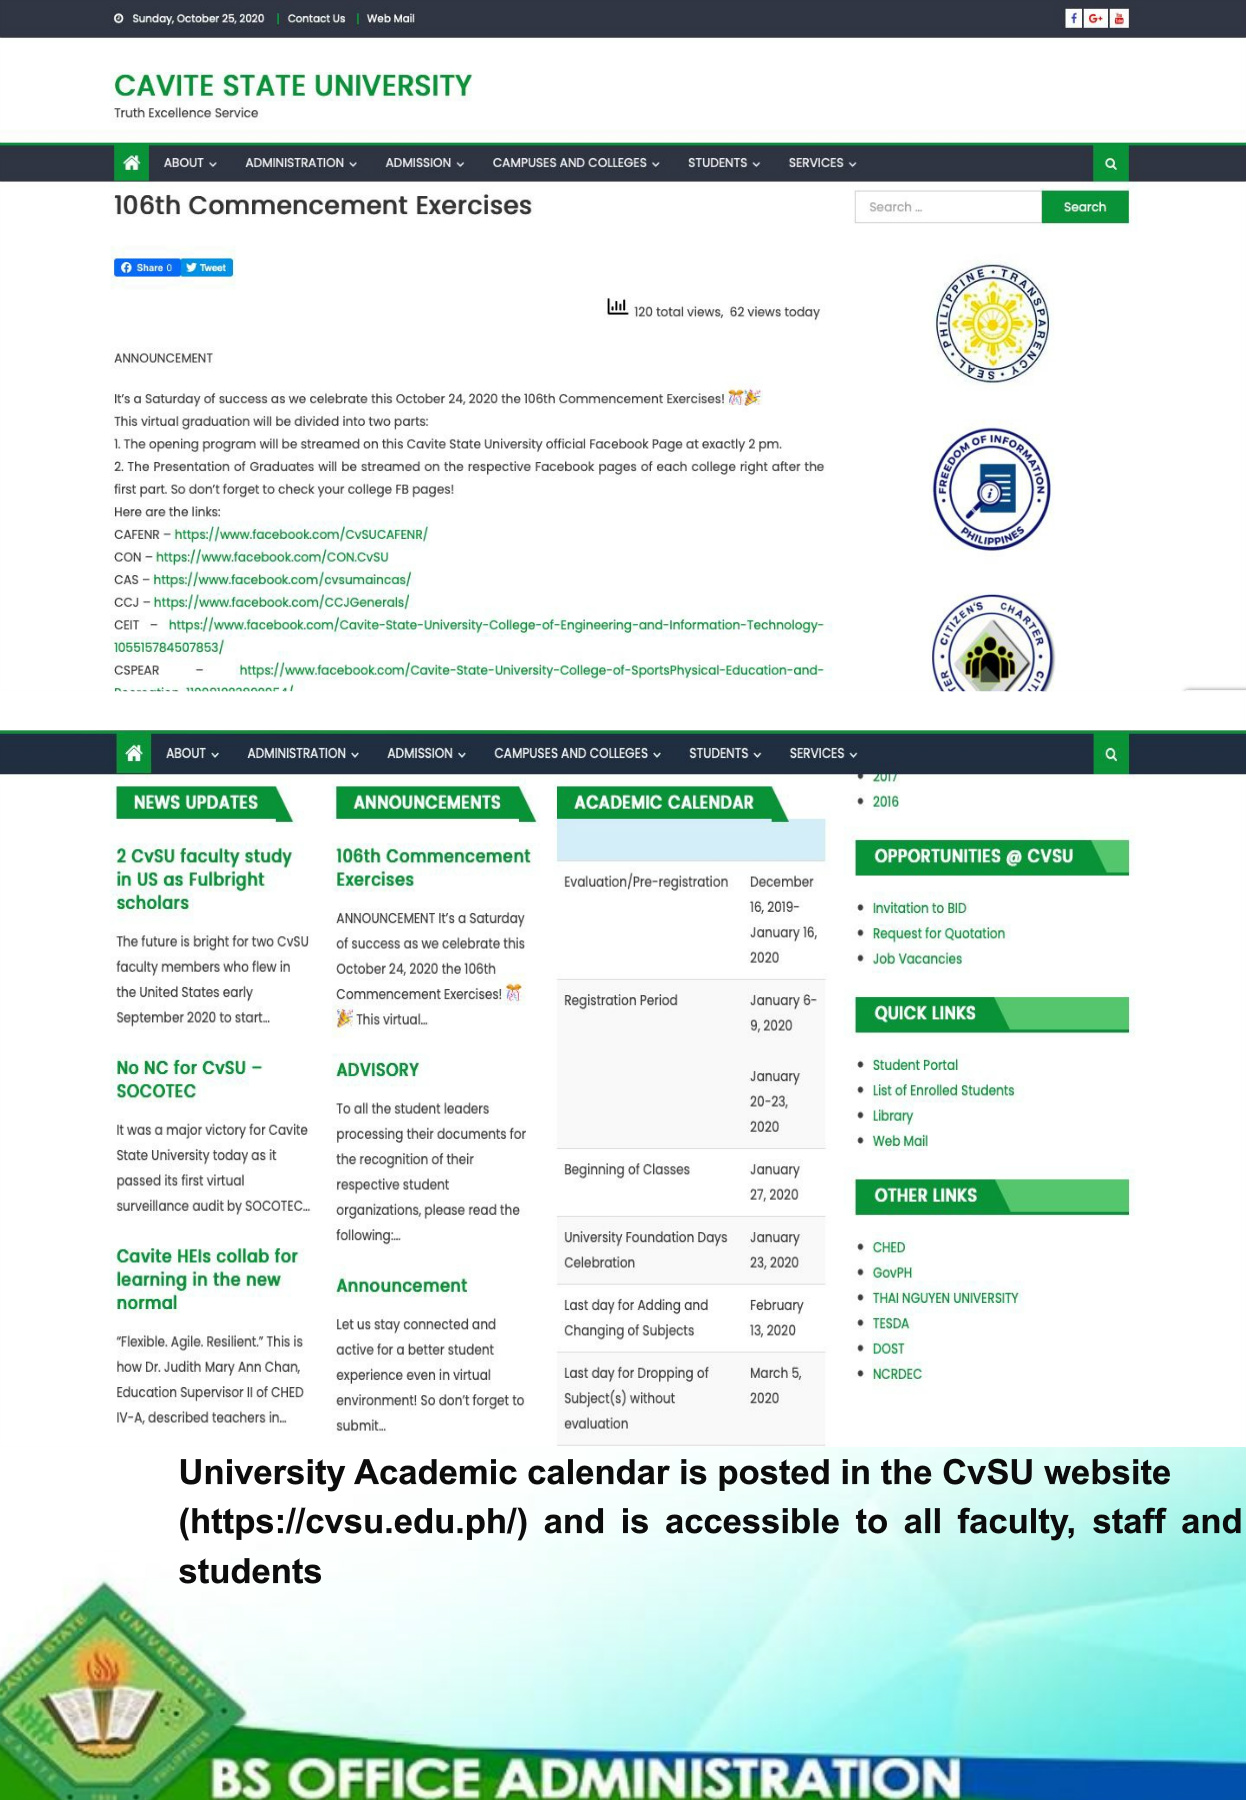 Sunday, October 25, 2020 | Contact Us | Web Mail
CAVITE STATE UNIVERSITY
Truth Excellence Service
ABOUT ADMINISTRATION ADMISSION CAMPUSES AND COLLEGES STUDENTS SERVICES
106th Commencement Exercises
Search ... Search
Share 0 Tweet
120 total views, 62 views today
ANNOUNCEMENT
It's a Saturday of success as we celebrate this October 24, 2020 the 106th Commencement Exercises! 🎊🎉
This virtual graduation will be divided into two parts:
1. The opening program will be streamed on this Cavite State University official Facebook Page at exactly 2 pm.
2. The Presentation of Graduates will be streamed on the respective Facebook pages of each college right after the
first part. So don't forget to check your college FB pages!
Here are the links:
CAFENR – https://www.facebook.com/CvSUCAFENR/
CON – https://www.facebook.com/CON.CvSU
CAS – https://www.facebook.com/cvsumaincas/
CCJ – https://www.facebook.com/CCJGenerals/
CEIT – https://www.facebook.com/Cavite-State-University-College-of-Engineering-and-Information-Technology-
105515784507853/
CSPEAR – https://www.facebook.com/Cavite-State-University-College-of-SportsPhysical-Education-and-
PHILIPPINE • TRANSPARENCY • SEAL •
FREEDOM OF INFORMATION • PHILIPPINES •
CITIZEN'S CHARTER
ABOUT ADMINISTRATION ADMISSION CAMPUSES AND COLLEGES STUDENTS SERVICES
NEWS UPDATES
2 CvSU faculty study
in US as Fulbright
scholars
The future is bright for two CvSU
faculty members who flew in
the United States early
September 2020 to start...
No NC for CvSU –
SOCOTEC
It was a major victory for Cavite
State University today as it
passed its first virtual
surveillance audit by SOCOTEC...
Cavite HEIs collab for
learning in the new
normal
"Flexible. Agile. Resilient." This is
how Dr. Judith Mary Ann Chan,
Education Supervisor II of CHED
IV-A, described teachers in...
ANNOUNCEMENTS
106th Commencement
Exercises
ANNOUNCEMENT It's a Saturday
of success as we celebrate this
October 24, 2020 the 106th
Commencement Exercises! 🎊
🎉 This virtual...
ADVISORY
To all the student leaders
processing their documents for
the recognition of their
respective student
organizations, please read the
following:...
Announcement
Let us stay connected and
active for a better student
experience even in virtual
environment! So don't forget to
submit...
ACADEMIC CALENDAR
Evaluation/Pre-registration December
16, 2019-
January 16,
2020
Registration Period January 6-
9, 2020
January
20-23,
2020
Beginning of Classes January
27, 2020
University Foundation Days January
Celebration 23, 2020
Last day for Adding and February
Changing of Subjects 13, 2020
Last day for Dropping of March 5,
Subject(s) without 2020
evaluation
2017
2016
OPPORTUNITIES @ CVSU
Invitation to BID
Request for Quotation
Job Vacancies
QUICK LINKS
Student Portal
List of Enrolled Students
Library
Web Mail
OTHER LINKS
CHED
GovPH
THAI NGUYEN UNIVERSITY
TESDA
DOST
NCRDEC
University Academic calendar is posted in the CvSU website
(https://cvsu.edu.ph/) and is accessible to all faculty, staff and
students
CAVITE STATE UNIVERSITY
CAVITE PHILIPPINES
BS OFFICE ADMINISTRATION